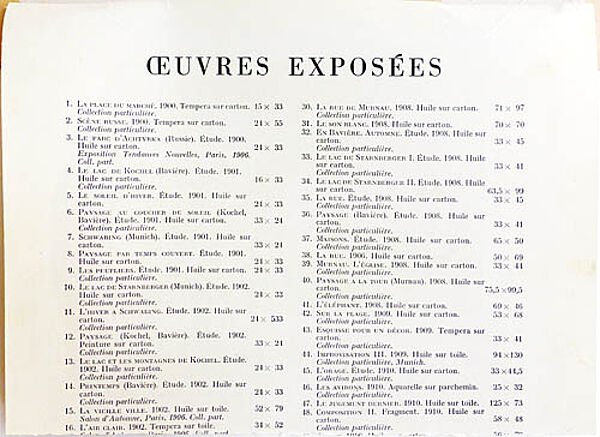 ŒUVRES EXPOSÉES
1. La place du marché. 1900. Tempera sur carton. 15 × 33
Collection particulière.
2. Scène russe. 1900. Tempera sur carton. 21 × 55
Collection particulière.
3. Le parc d'Achtyrka (Russie). Étude. 1900.
Huile sur carton. 24 × 33
Exposition Tendances Nouvelles, Paris, 1906.
Coll. part.
4. Le lac de Kochel (Bavière). Étude. 1901.
Huile sur carton. 16 × 33
Collection particulière.
5. Le soleil d'hiver. Étude. 1901. Huile sur
carton. 24 × 33
Collection particulière.
6. Paysage au coucher de soleil (Kochel,
Bavière). Étude. 1901. Huile sur carton. 33 × 24
Collection particulière.
7. Schwabing (Munich). Étude. 1901. Huile sur
carton. 33 × 24
8. Paysage par temps couvert. Étude. 1901.
Huile sur carton. 24 × 33
9. Les peupliers. Étude. 1901. Huile sur carton. 24 × 33
Collection particulière.
10. Le lac de Starnberger (Munich). Étude. 1902.
Huile sur carton. 24 × 33
Collection particulière.
11. L'hiver a Schwabing. Étude. 1902. Huile sur
carton. 24 × 533
Collection particulière.
12. Paysage (Kochel, Bavière). Étude. 1902.
Peinture sur carton. 33 × 24
Collection particulière.
13. Le lac et les montagnes de Kochel. Étude.
1902. Huile sur carton. 24 × 33
Collection particulière.
14. Printemps (Bavière). Étude. 1902. Huile sur
carton. 24 × 33
Collection particulière.
15. La vieille ville. 1902. Huile sur toile. 52 × 79
Salon d'Automne, Paris, 1906. Coll. part.
16. L'air clair. 1902. Tempera sur toile. 34 × 52
30. La rue de Murnau. 1908. Huile sur carton. 71 × 97
Collection particulière.
31. Le son blanc. 1908. Huile sur carton. 70 × 70
32. En Bavière. Automne. Étude. 1908. Huile sur
carton. 33 × 45
Collection particulière.
33. Le lac de Starnberger I. Étude. 1908. Huile
sur carton. 33 × 41
Collection particulière.
34. Le lac de Starnberger II. Étude. 1908. Huile
sur carton. 63,5 × 99
35. La rue. Étude. 1908. Huile sur carton. 33 × 45
Collection particulière.
36. Paysage (Bavière). Étude. 1908. Huile sur
carton. 33 × 41
Collection particulière.
37. Maisons. Étude. 1908. Huile sur carton. 65 × 50
Collection particulière.
38. La rue. 1906. Huile sur carton. 50 × 69
39. Murnau. L'église. 1908. Huile sur carton. 33 × 44
Collection particulière.
40. Paysage a la tour (Murnau). 1908. Huile
sur carton. 75,5 × 99,5
Collection particulière.
41. L'éléphant. 1908. Huile sur carton. 69 × 46
42. Sur la plage. 1909. Huile sur carton. 53 × 68
Collection particulière.
43. Esquisse pour un décor. 1909. Tempera sur
carton. 33 × 41
Collection particulière.
44. Improvisation III. 1909. Huile sur toile. 94 × 130
Collection particulière, Munich.
45. L'orage. Étude. 1910. Huile sur carton. 33 × 44,5
Collection particulière.
46. Les avirons. 1910. Aquarelle sur parchemin. 25 × 32
Collection particulière.
47. Le jugement dernier. 1910. Huile sur toile. 125 × 73
48. Composition II. Fragment. 1910. Huile sur
carton. 58 × 48
Collection particulière.